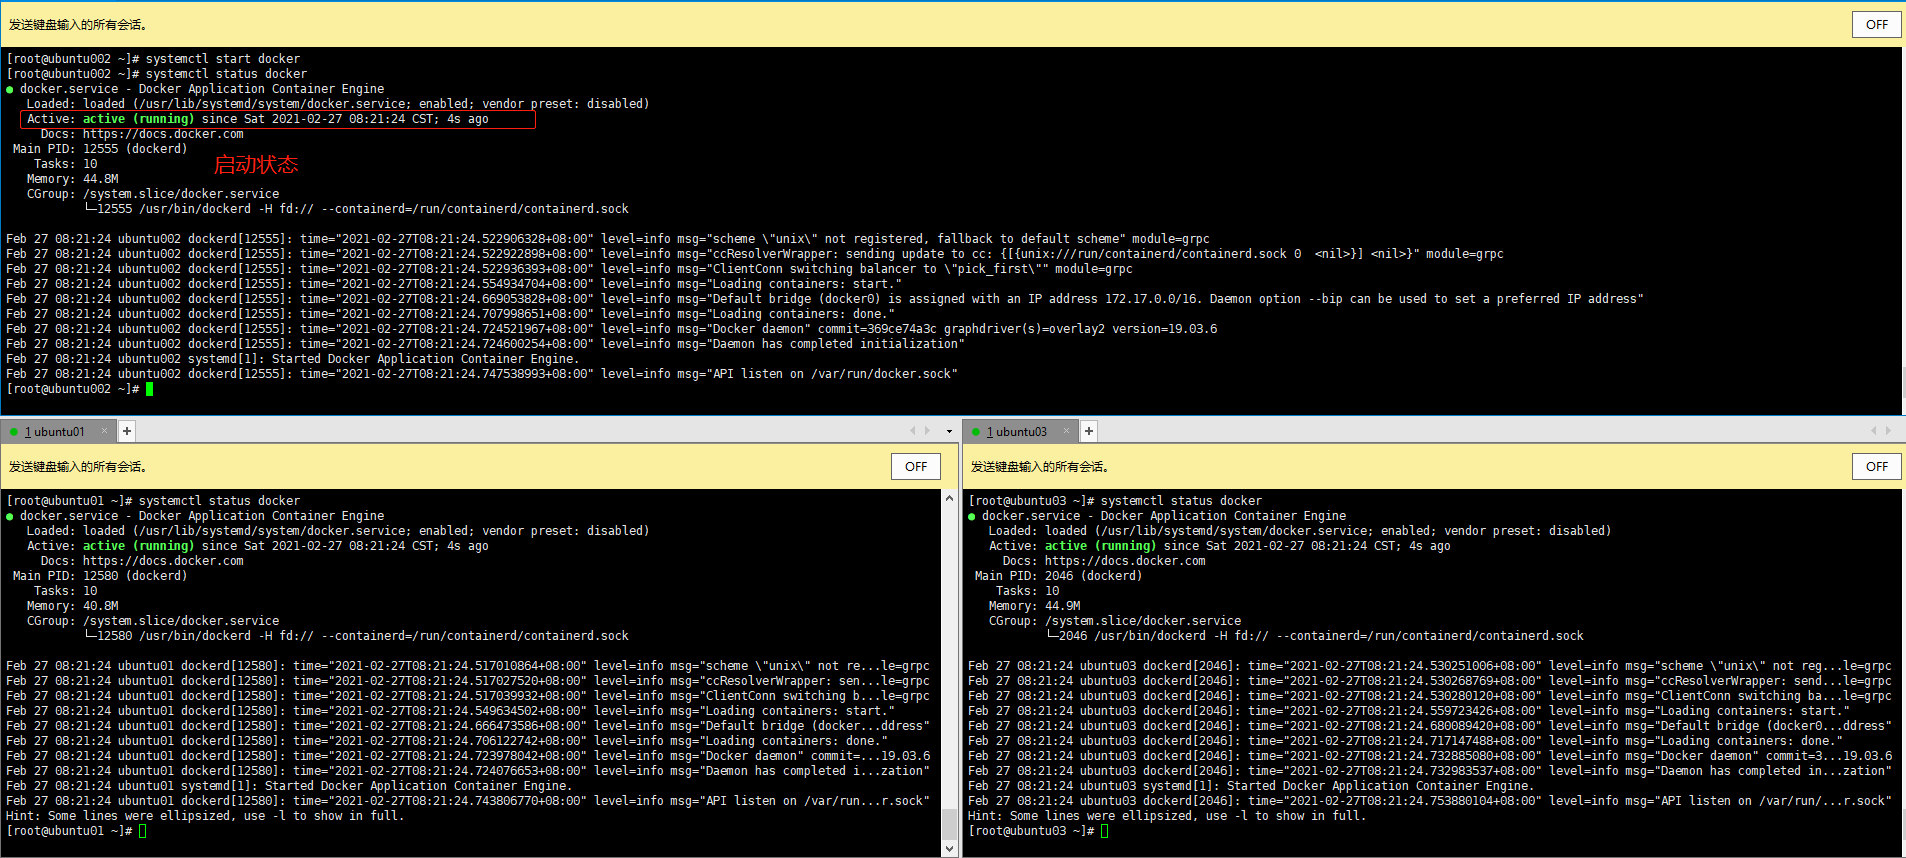 发送键盘输入的所有会话。
OFF
[root@ubuntu002 ~]# systemctl start docker
[root@ubuntu002 ~]# systemctl status docker
● docker.service - Docker Application Container Engine
Loaded: loaded (/usr/lib/systemd/system/docker.service; enabled; vendor preset: disabled)
Active: active (running) since Sat 2021-02-27 08:21:24 CST; 4s ago
Docs: https://docs.docker.com
Main PID: 12555 (dockerd)
Tasks: 10
启动状态
Memory: 44.8M
CGroup: /system.slice/docker.service
└─12555 /usr/bin/dockerd -H fd:// --containerd=/run/containerd/containerd.sock
Feb 27 08:21:24 ubuntu002 dockerd[12555]: time="2021-02-27T08:21:24.522906328+08:00" level=info msg="scheme \"unix\" not registered, fallback to default scheme" module=grpc
Feb 27 08:21:24 ubuntu002 dockerd[12555]: time="2021-02-27T08:21:24.522922898+08:00" level=info msg="ccResolverWrapper: sending update to cc: {[{unix:///run/containerd/containerd.sock 0  <nil>}] <nil>}" module=grpc
Feb 27 08:21:24 ubuntu002 dockerd[12555]: time="2021-02-27T08:21:24.522936393+08:00" level=info msg="ClientConn switching balancer to \"pick_first\"" module=grpc
Feb 27 08:21:24 ubuntu002 dockerd[12555]: time="2021-02-27T08:21:24.554934704+08:00" level=info msg="Loading containers: start."
Feb 27 08:21:24 ubuntu002 dockerd[12555]: time="2021-02-27T08:21:24.669053828+08:00" level=info msg="Default bridge (docker0) is assigned with an IP address 172.17.0.0/16. Daemon option --bip can be used to set a preferred IP address"
Feb 27 08:21:24 ubuntu002 dockerd[12555]: time="2021-02-27T08:21:24.707998651+08:00" level=info msg="Loading containers: done."
Feb 27 08:21:24 ubuntu002 dockerd[12555]: time="2021-02-27T08:21:24.724521967+08:00" level=info msg="Docker daemon" commit=369ce74a3c graphdriver(s)=overlay2 version=19.03.6
Feb 27 08:21:24 ubuntu002 dockerd[12555]: time="2021-02-27T08:21:24.724600254+08:00" level=info msg="Daemon has completed initialization"
Feb 27 08:21:24 ubuntu002 systemd[1]: Started Docker Application Container Engine.
Feb 27 08:21:24 ubuntu002 dockerd[12555]: time="2021-02-27T08:21:24.747538993+08:00" level=info msg="API listen on /var/run/docker.sock"
[root@ubuntu002 ~]#
1 ubuntu01 × +
发送键盘输入的所有会话。
OFF
[root@ubuntu01 ~]# systemctl status docker
● docker.service - Docker Application Container Engine
Loaded: loaded (/usr/lib/systemd/system/docker.service; enabled; vendor preset: disabled)
Active: active (running) since Sat 2021-02-27 08:21:24 CST; 4s ago
Docs: https://docs.docker.com
Main PID: 12580 (dockerd)
Tasks: 10
Memory: 40.8M
CGroup: /system.slice/docker.service
└─12580 /usr/bin/dockerd -H fd:// --containerd=/run/containerd/containerd.sock
Feb 27 08:21:24 ubuntu01 dockerd[12580]: time="2021-02-27T08:21:24.517010864+08:00" level=info msg="scheme \"unix\" not re...le=grpc
Feb 27 08:21:24 ubuntu01 dockerd[12580]: time="2021-02-27T08:21:24.517027520+08:00" level=info msg="ccResolverWrapper: sen...le=grpc
Feb 27 08:21:24 ubuntu01 dockerd[12580]: time="2021-02-27T08:21:24.517039932+08:00" level=info msg="ClientConn switching b...le=grpc
Feb 27 08:21:24 ubuntu01 dockerd[12580]: time="2021-02-27T08:21:24.549634502+08:00" level=info msg="Loading containers: start."
Feb 27 08:21:24 ubuntu01 dockerd[12580]: time="2021-02-27T08:21:24.666473586+08:00" level=info msg="Default bridge (docker...ddress"
Feb 27 08:21:24 ubuntu01 dockerd[12580]: time="2021-02-27T08:21:24.706122742+08:00" level=info msg="Loading containers: done."
Feb 27 08:21:24 ubuntu01 dockerd[12580]: time="2021-02-27T08:21:24.723978042+08:00" level=info msg="Docker daemon" commit=...19.03.6
Feb 27 08:21:24 ubuntu01 dockerd[12580]: time="2021-02-27T08:21:24.724076653+08:00" level=info msg="Daemon has completed i...zation"
Feb 27 08:21:24 ubuntu01 systemd[1]: Started Docker Application Container Engine.
Feb 27 08:21:24 ubuntu01 dockerd[12580]: time="2021-02-27T08:21:24.743806770+08:00" level=info msg="API listen on /var/run...r.sock"
Hint: Some lines were ellipsized, use -l to show in full.
[root@ubuntu01 ~]#
1 ubuntu03 × +
发送键盘输入的所有会话。
OFF
[root@ubuntu03 ~]# systemctl status docker
● docker.service - Docker Application Container Engine
Loaded: loaded (/usr/lib/systemd/system/docker.service; enabled; vendor preset: disabled)
Active: active (running) since Sat 2021-02-27 08:21:24 CST; 4s ago
Docs: https://docs.docker.com
Main PID: 2046 (dockerd)
Tasks: 10
Memory: 44.9M
CGroup: /system.slice/docker.service
└─2046 /usr/bin/dockerd -H fd:// --containerd=/run/containerd/containerd.sock
Feb 27 08:21:24 ubuntu03 dockerd[2046]: time="2021-02-27T08:21:24.530251006+08:00" level=info msg="scheme \"unix\" not reg...le=grpc
Feb 27 08:21:24 ubuntu03 dockerd[2046]: time="2021-02-27T08:21:24.530268769+08:00" level=info msg="ccResolverWrapper: send...le=grpc
Feb 27 08:21:24 ubuntu03 dockerd[2046]: time="2021-02-27T08:21:24.530280120+08:00" level=info msg="ClientConn switching ba...le=grpc
Feb 27 08:21:24 ubuntu03 dockerd[2046]: time="2021-02-27T08:21:24.559723426+08:00" level=info msg="Loading containers: start."
Feb 27 08:21:24 ubuntu03 dockerd[2046]: time="2021-02-27T08:21:24.680089420+08:00" level=info msg="Default bridge (docker0...ddress"
Feb 27 08:21:24 ubuntu03 dockerd[2046]: time="2021-02-27T08:21:24.717147488+08:00" level=info msg="Loading containers: done."
Feb 27 08:21:24 ubuntu03 dockerd[2046]: time="2021-02-27T08:21:24.732885080+08:00" level=info msg="Docker daemon" commit=3...19.03.6
Feb 27 08:21:24 ubuntu03 dockerd[2046]: time="2021-02-27T08:21:24.732983537+08:00" level=info msg="Daemon has completed in...zation"
Feb 27 08:21:24 ubuntu03 systemd[1]: Started Docker Application Container Engine.
Feb 27 08:21:24 ubuntu03 dockerd[2046]: time="2021-02-27T08:21:24.753880104+08:00" level=info msg="API listen on /var/run/...r.sock"
Hint: Some lines were ellipsized, use -l to show in full.
[root@ubuntu03 ~]#